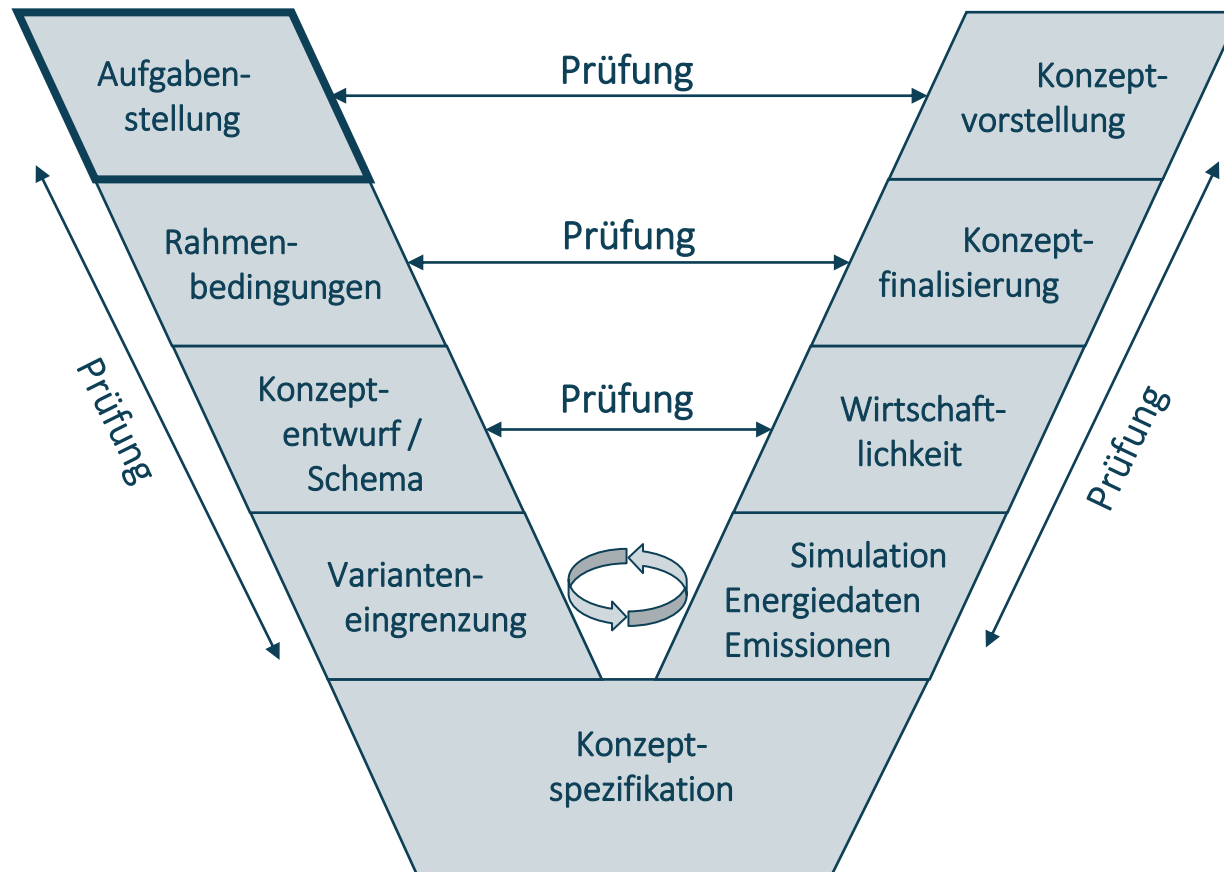 Aufgaben-
stellung
Prüfung
Konzept-
vorstellung
Rahmen-
bedingungen
Prüfung
Konzept-
finalisierung
Prüfung
Konzept-
entwurf /
Schema
Prüfung
Wirtschaft-
lichkeit
Prüfung
Varianten-
eingrenzung
Simulation
Energiedaten
Emissionen
Konzept-
spezifikation